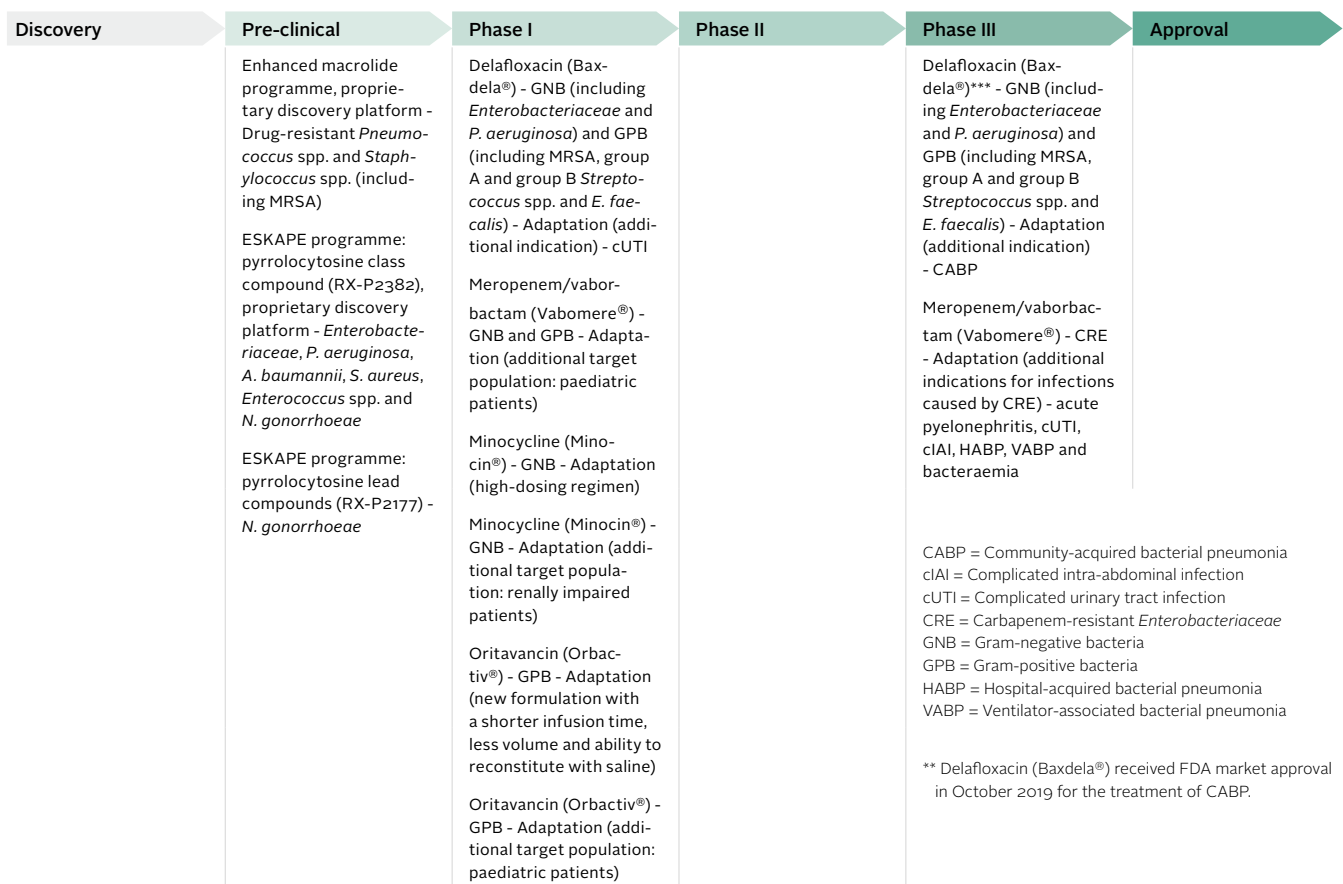 Discovery
Pre-clinical
Phase I
Phase II
Phase III
Approval
Enhanced macrolide
programme, proprie-
tary discovery platform -
Drug-resistant Pneumo-
coccus spp. and Staph-
ylococcus spp. (includ-
ing MRSA)
ESKAPE programme:
pyrrolocytosine class
compound (RX-P2382),
proprietary discovery
platform - Enterobacte-
riaceae, P. aeruginosa,
A. baumannii, S. aureus,
Enterococcus spp. and
N. gonorrhoeae
ESKAPE programme:
pyrrolocytosine lead
compounds (RX-P2177) -
N. gonorrhoeae
Delafloxacin (Bax-
dela®) - GNB (including
Enterobacteriaceae and
P. aeruginosa) and GPB
(including MRSA, group
A and group B Strepto-
coccus spp. and E. fae-
calis) - Adaptation (addi-
tional indication) - cUTI
Meropenem/vabor-
bactam (Vabomere®) -
GNB and GPB - Adapta-
tion (additional target
population: paediatric
patients)
Minocycline (Mino-
cin®) - GNB - Adaptation
(high-dosing regimen)
Minocycline (Minocin®) -
GNB - Adaptation (addi-
tional target popula-
tion: renally impaired
patients)
Oritavancin (Orbac-
tiv®) - GPB - Adaptation
(new formulation with
a shorter infusion time,
less volume and ability to
reconstitute with saline)
Oritavancin (Orbactiv®) -
GPB - Adaptation (addi-
tional target population:
paediatric patients)
Delafloxacin (Bax-
dela®)*** - GNB (includ-
ing Enterobacteriaceae
and P. aeruginosa) and
GPB (including MRSA,
group A and group B
Streptococcus spp. and
E. faecalis) - Adaptation
(additional indication)
- CABP
Meropenem/vaborbac-
tam (Vabomere®) - CRE
- Adaptation (additional
indications for infections
caused by CRE) - acute
pyelonephritis, cUTI,
cIAI, HABP, VABP and
bacteraemia
CABP = Community-acquired bacterial pneumonia
cIAI = Complicated intra-abdominal infection
cUTI = Complicated urinary tract infection
CRE = Carbapenem-resistant Enterobacteriaceae
GNB = Gram-negative bacteria
GPB = Gram-positive bacteria
HABP = Hospital-acquired bacterial pneumonia
VABP = Ventilator-associated bacterial pneumonia
** Delafloxacin (Baxdela®) received FDA market approval
in October 2019 for the treatment of CABP.